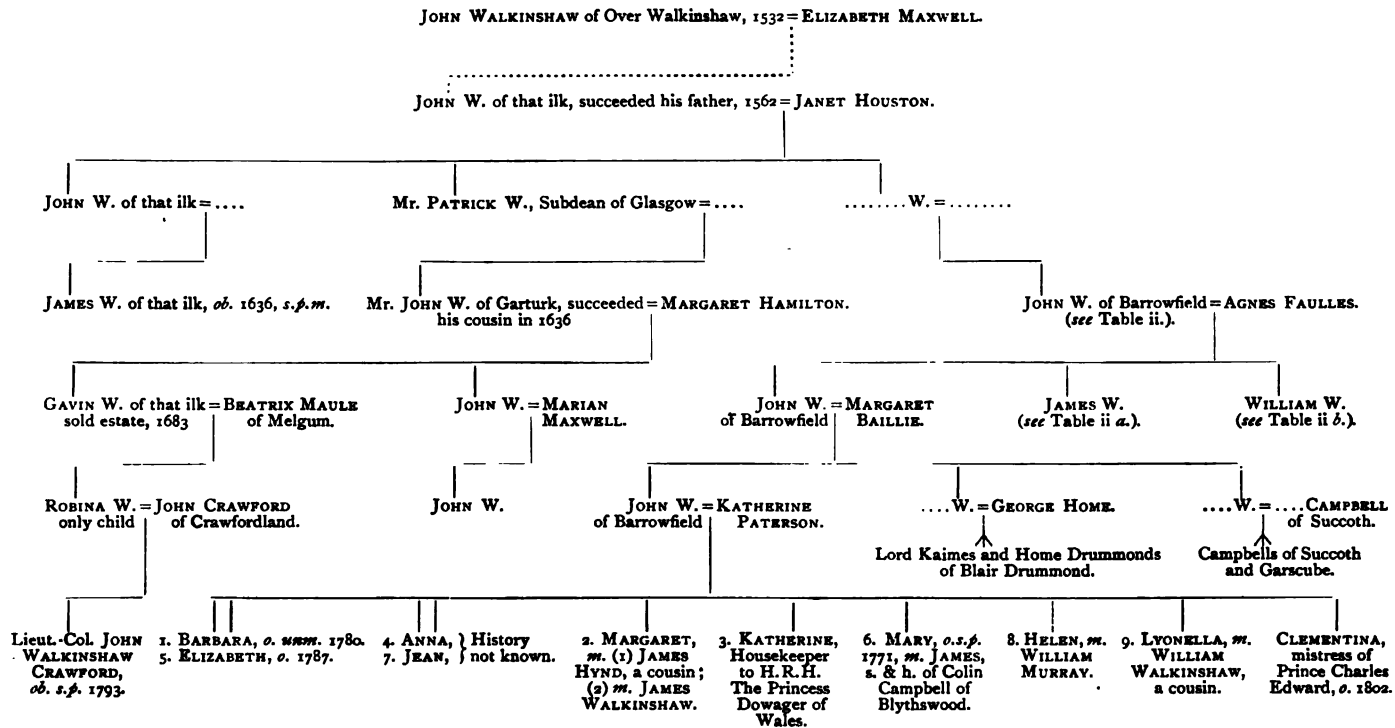 JOHN WALKINSHAW of Over Walkinshaw, 1532 = ELIZABETH MAXWELL.
JOHN W. of that ilk, succeeded his father, 1562 = JANET HOUSTON.
JOHN W. of that ilk = ....
Mr. PATRICK W., Subdean of Glasgow = ....
........ W. = ........
JAMES W. of that ilk, ob. 1636, s.p.m.
Mr. JOHN W. of Garturk, succeeded = MARGARET HAMILTON.
his cousin in 1636
JOHN W. of Barrowfield = AGNES FAULLES.
(see Table ii.).
GAVIN W. of that ilk = BEATRIX MAULE
sold estate, 1683 of Melgum.
JOHN W. = MARIAN
MAXWELL.
JOHN W. = MARGARET
of Barrowfield BAILLIE.
JAMES W.
(see Table ii a.).
WILLIAM W.
(see Table ii b.).
ROBINA W. = JOHN CRAWFORD
only child of Crawfordland.
JOHN W.
JOHN W. = KATHERINE
of Barrowfield PATERSON.
.... W. = GEORGE HOME.
Lord Kaimes and Home Drummonds
of Blair Drummond.
.... W. = .... CAMPBELL
of Succoth.
Campbells of Succoth
and Garscube.
Lieut.-Col. JOHN
WALKINSHAW
CRAWFORD,
ob. s.p. 1793.
1. BARBARA, o. unm. 1780.
5. ELIZABETH, o. 1787.
4. ANNA, } History
7. JEAN, } not known.
2. MARGARET,
m. (1) JAMES
HYND, a cousin;
(2) m. JAMES
WALKINSHAW.
3. KATHERINE,
Housekeeper
to H.R.H.
The Princess
Dowager of
Wales.
6. MARY, o.s.p.
1771, m. JAMES,
s. & h. of Colin
Campbell of
Blythswood.
8. HELEN, m.
WILLIAM
MURRAY.
9. LYONELLA, m.
WILLIAM
WALKINSHAW,
a cousin.
CLEMENTINA,
mistress of
Prince Charles
Edward, o. 1802.